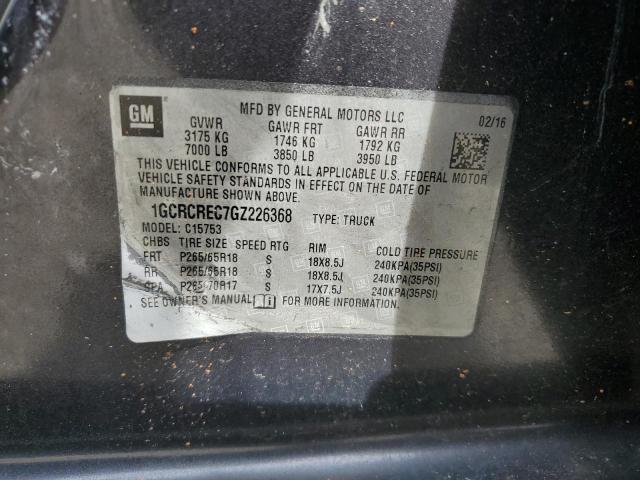 GM
MFD BY GENERAL MOTORS LLC
02/16
GVWR GAWR FRT GAWR RR
3175 KG 1746 KG 1792 KG
7000 LB 3850 LB 3950 LB
THIS VEHICLE CONFORMS TO ALL APPLICABLE U.S. FEDERAL MOTOR
VEHICLE SAFETY STANDARDS IN EFFECT ON THE DATE OF
MANUFACTURE SHOWN ABOVE.
1GCRCREC7GZ226368 TYPE: TRUCK
MODEL: C15753
CHBS TIRE SIZE SPEED RTG RIM COLD TIRE PRESSURE
FRT P265/65R18 S 18X8.5J 240KPA(35PSI)
RR P265/65R18 S 18X8.5J 240KPA(35PSI)
SPA P265/70R17 S 17X7.5J 240KPA(35PSI)
SEE OWNER'S MANUAL FOR MORE INFORMATION.